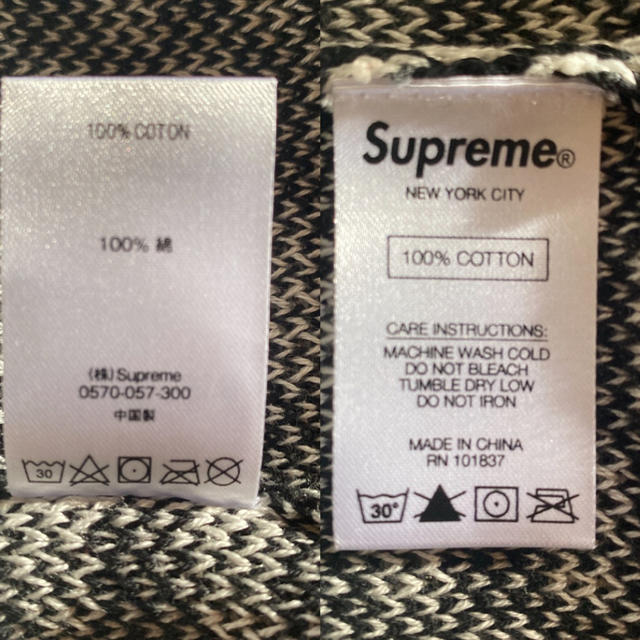 100% COTTON
100% 綿
(株) Supreme
0570-057-300
中国製
30
Supreme®
NEW YORK CITY
100% COTTON
CARE INSTRUCTIONS:
MACHINE WASH COLD
DO NOT BLEACH
TUMBLE DRY LOW
DO NOT IRON
MADE IN CHINA
RN 101837
30°